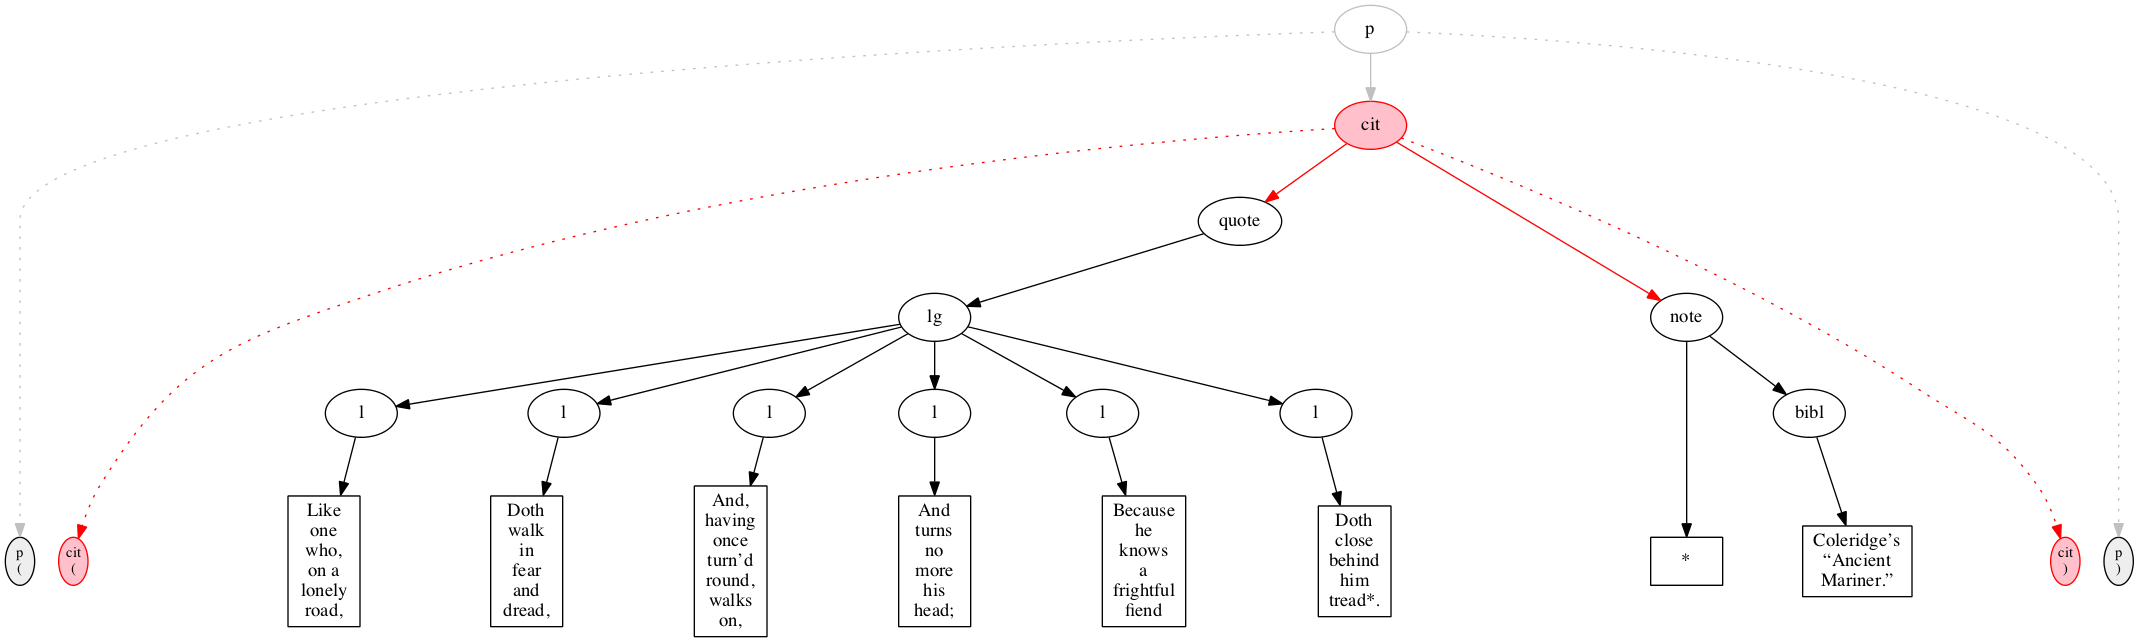 p
cit
quote
lg
note
l
l
l
l
l
l
bibl
p
(
cit
(
Like
one
who,
on a
lonely
road,
Doth
walk
in
fear
and
dread,
And,
having
once
turn’d
round,
walks
on,
And
turns
no
more
his
head;
Because
he
knows
a
frightful
fiend
Doth
close
behind
him
tread*.
*
Coleridge’s
“Ancient
Mariner.”
cit
)
p
)